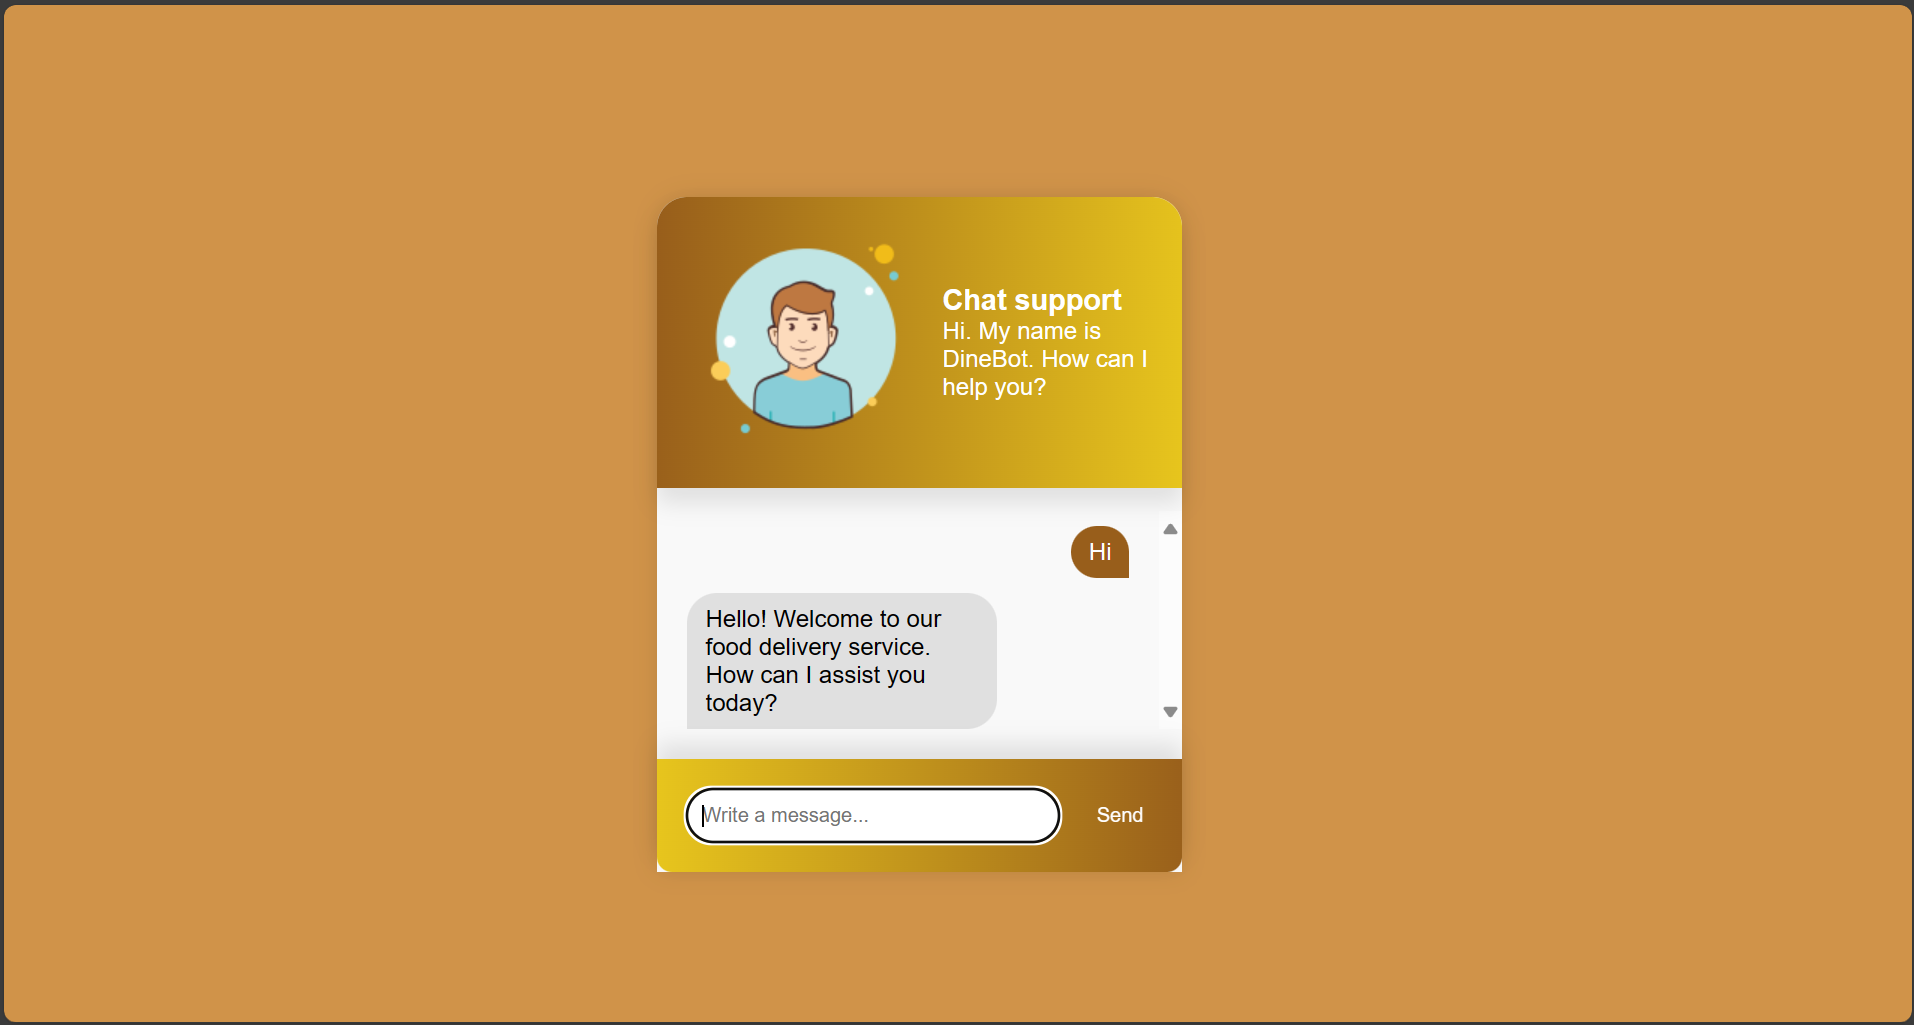 Chat support
Hi. My name is
DineBot. How can I
help you?
Hi
Hello! Welcome to our
food delivery service.
How can I assist you
today?
Write a message...
Send